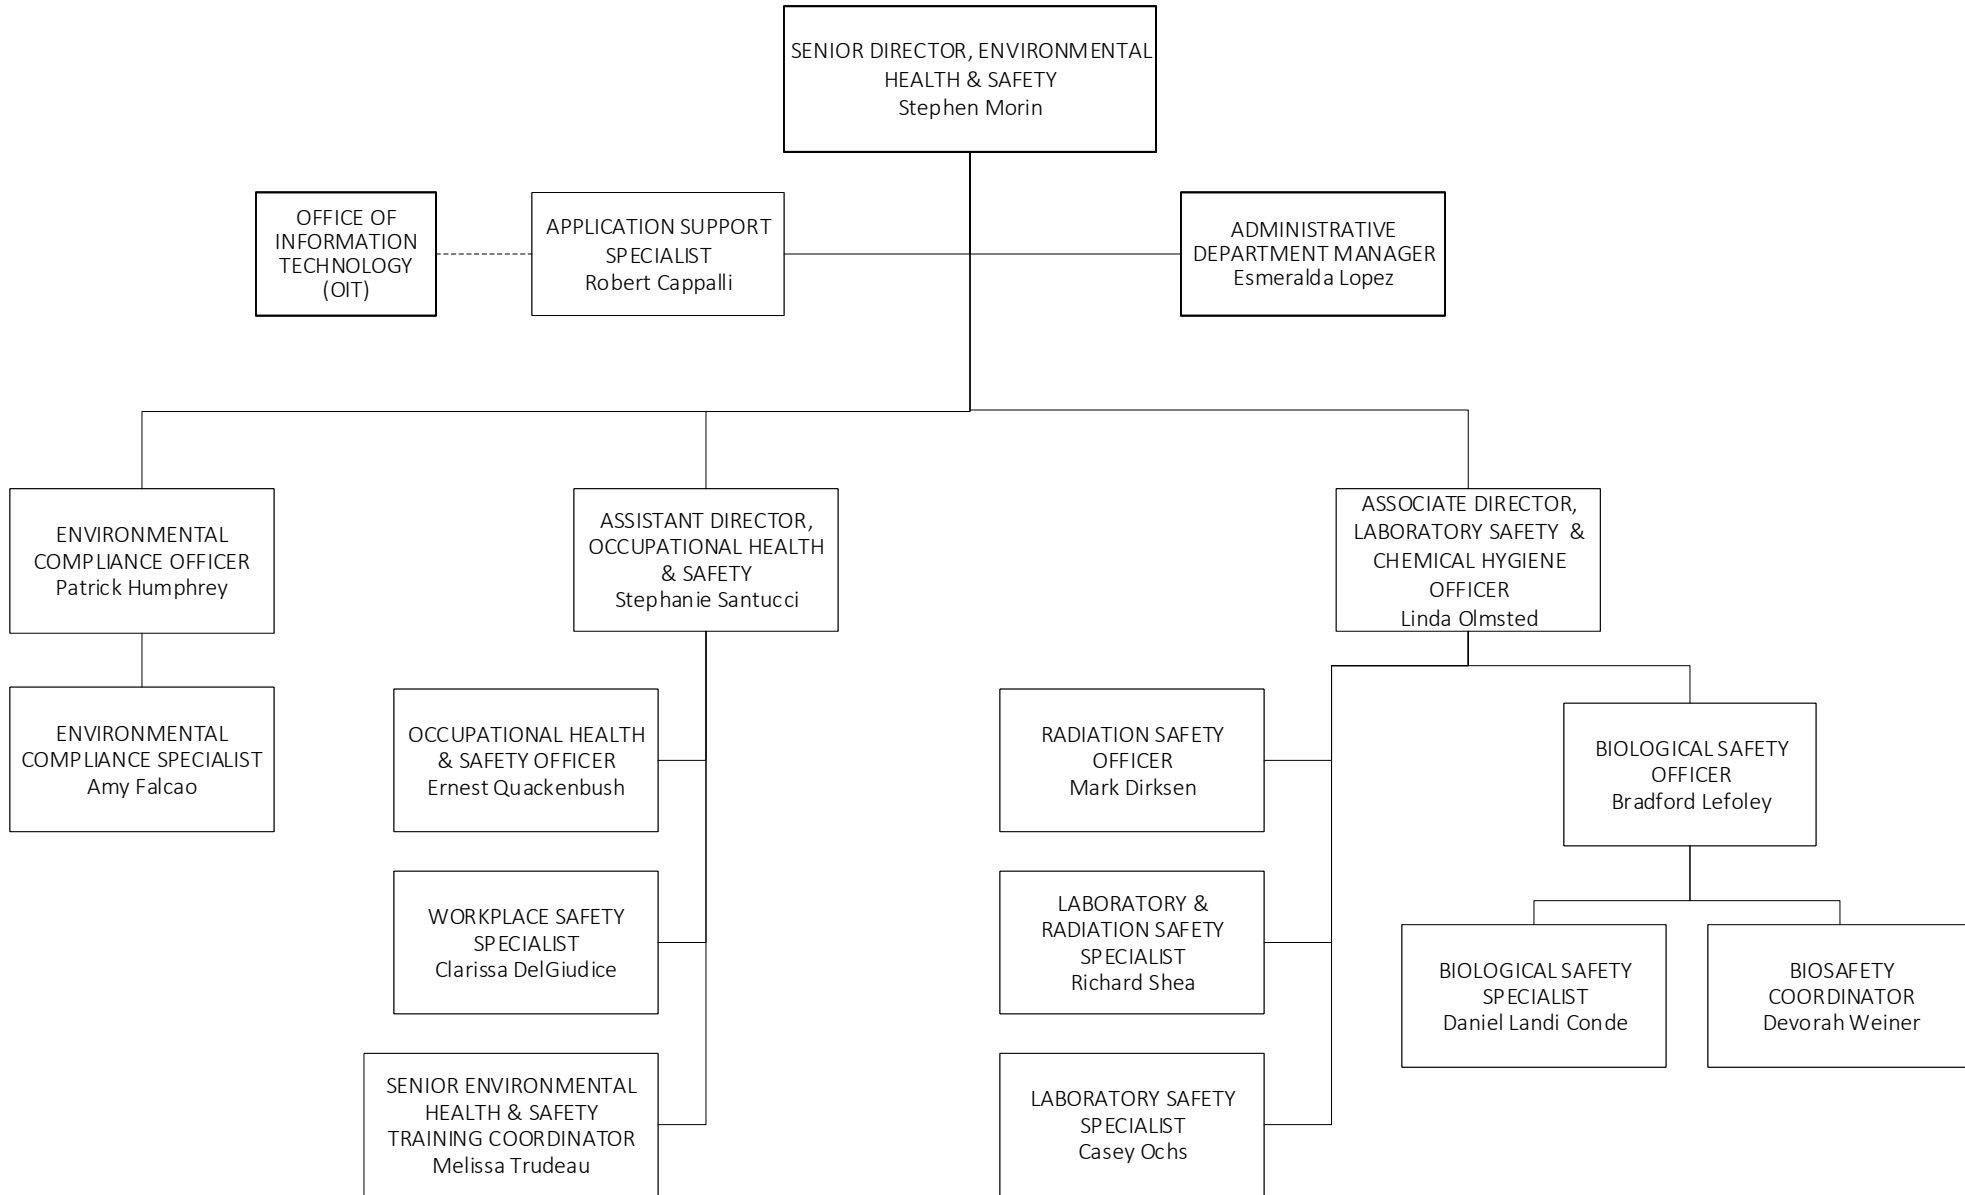 SENIOR DIRECTOR, ENVIRONMENTAL
HEALTH & SAFETY
Stephen Morin
OFFICE OF
INFORMATION
TECHNOLOGY
(OIT)
APPLICATION SUPPORT
SPECIALIST
Robert Cappalli
ADMINISTRATIVE
DEPARTMENT MANAGER
Esmeralda Lopez
ENVIRONMENTAL
COMPLIANCE OFFICER
Patrick Humphrey
ASSISTANT DIRECTOR,
OCCUPATIONAL HEALTH
& SAFETY
Stephanie Santucci
ASSOCIATE DIRECTOR,
LABORATORY SAFETY &
CHEMICAL HYGIENE
OFFICER
Linda Olmsted
ENVIRONMENTAL
COMPLIANCE SPECIALIST
Amy Falcao
OCCUPATIONAL HEALTH
& SAFETY OFFICER
Ernest Quackenbush
RADIATION SAFETY
OFFICER
Mark Dirksen
BIOLOGICAL SAFETY
OFFICER
Bradford Lefoley
WORKPLACE SAFETY
SPECIALIST
Clarissa DelGiudice
LABORATORY &
RADIATION SAFETY
SPECIALIST
Richard Shea
BIOLOGICAL SAFETY
SPECIALIST
Daniel Landi Conde
BIOSAFETY
COORDINATOR
Devorah Weiner
SENIOR ENVIRONMENTAL
HEALTH & SAFETY
TRAINING COORDINATOR
Melissa Trudeau
LABORATORY SAFETY
SPECIALIST
Casey Ochs